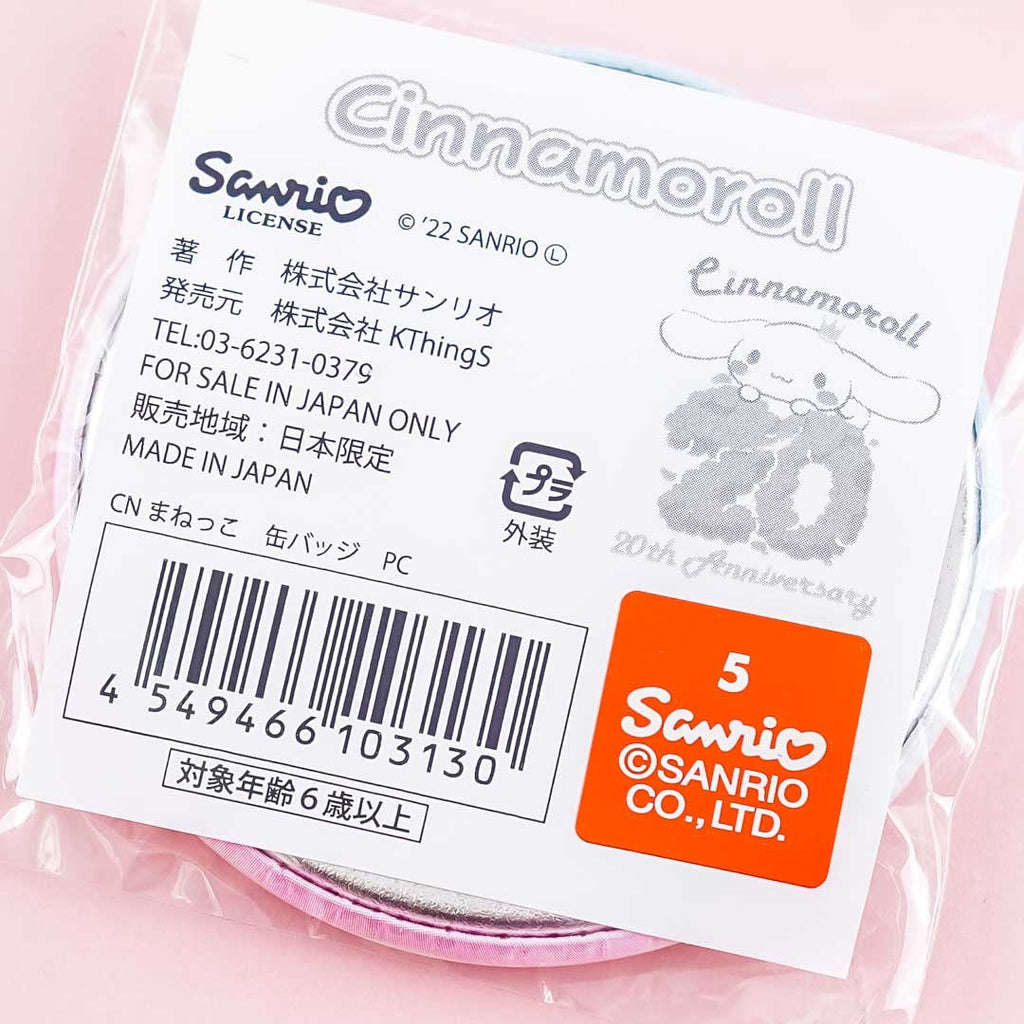 Cinnamoroll
Sanrio
LICENSE
© '22 SANRIO Ⓛ
著 作 株式会社サンリオ
発売元 株式会社 KThingS
TEL:03-6231-0379
FOR SALE IN JAPAN ONLY
販売地域：日本限定
MADE IN JAPAN
プラ
外装
Cinnamoroll
20
20th Anniversary
CN まねっこ 缶バッジ PC
4 549466 103130
対象年齢６歳以上
5
Sanrio
©SANRIO
CO.,LTD.